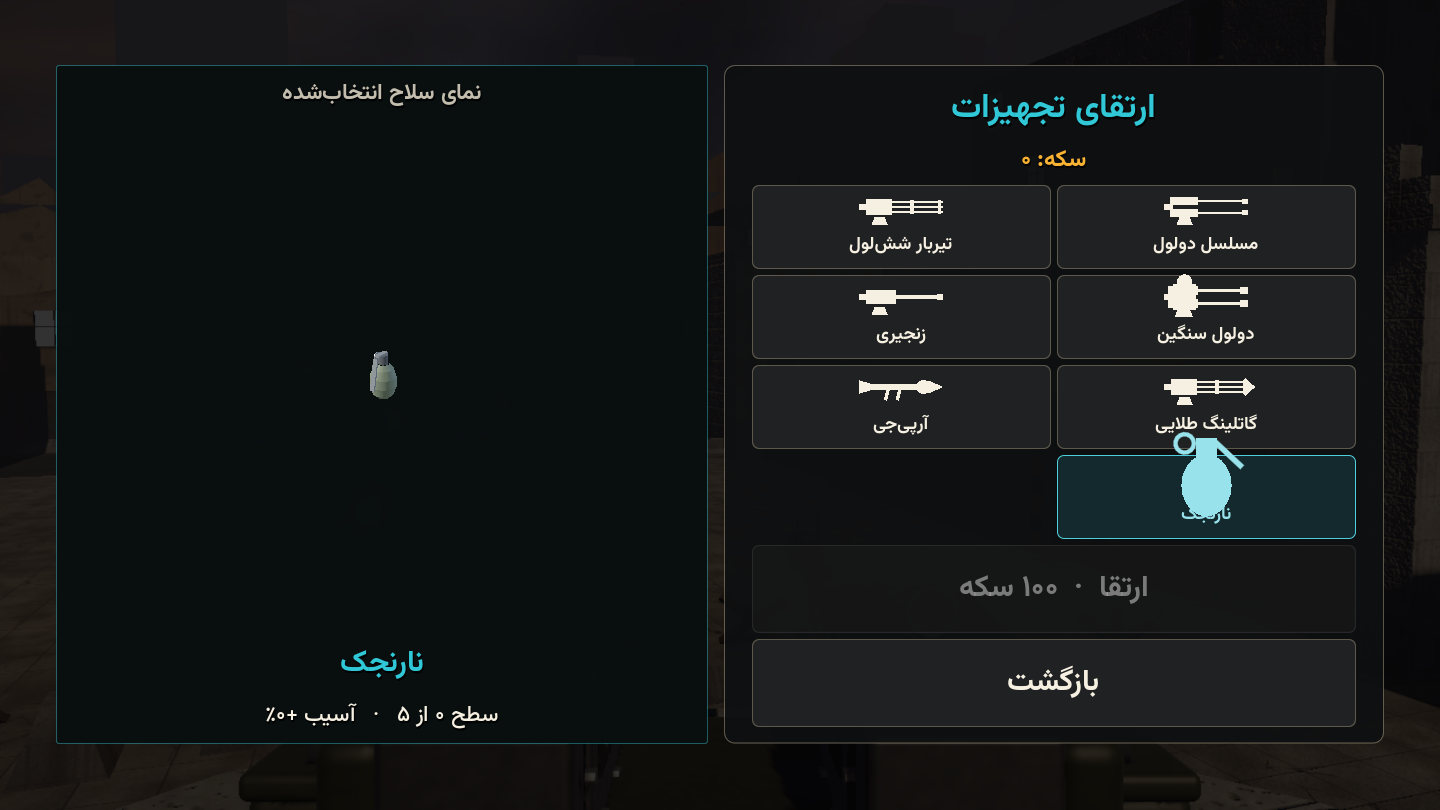 ارتقای تجهیزات
سکه: ۰
مسلسل دولول
تیربار شش‌لول
دولول سنگین
زنجیری
گاتلینگ طلایی
آرپی‌جی
نارنجک
ارتقا · ۱۰۰ سکه
بازگشت
نمای سلاح انتخاب‌شده
نارنجک
سطح ۰ از ۵ · آسیب +۰٪